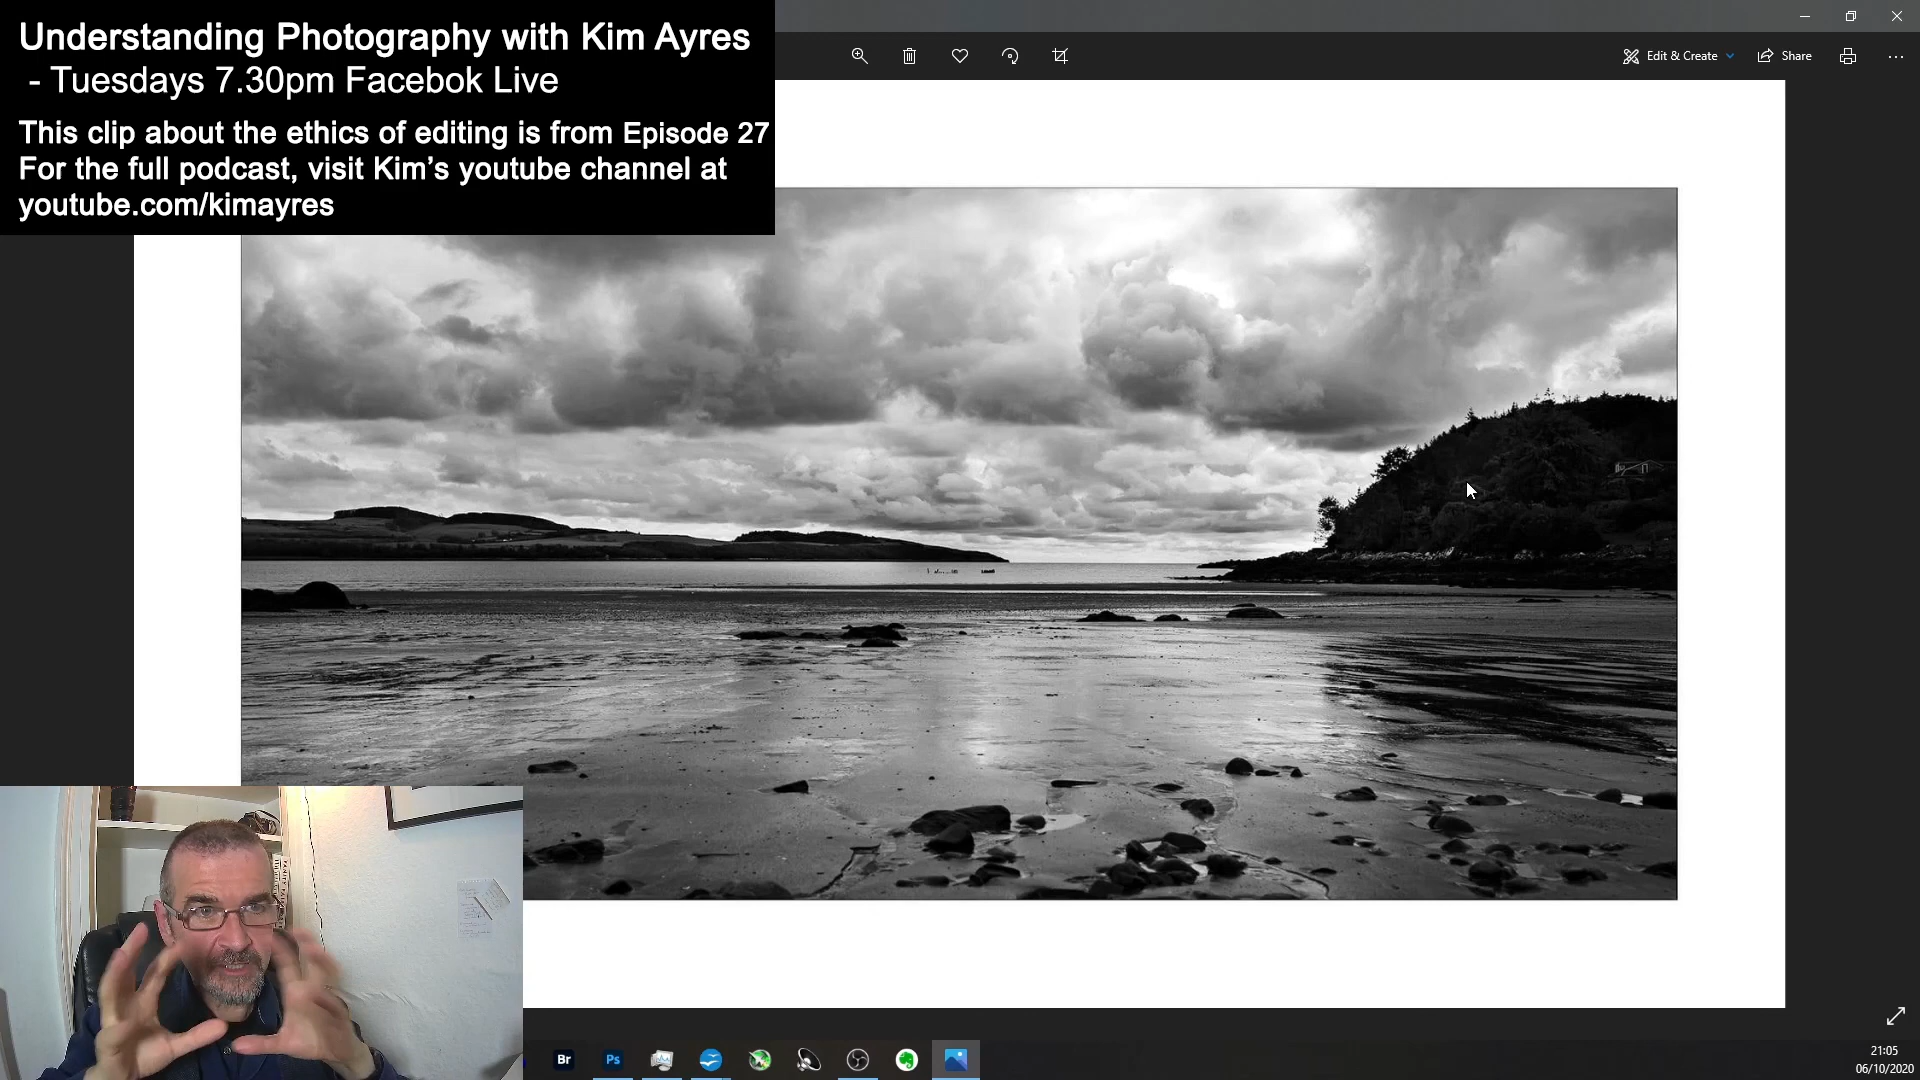 Understanding Photography with Kim Ayres
- Tuesdays 7.30pm Facebok Live
This clip about the ethics of editing is from Episode 27
For the full podcast, visit Kim's youtube channel at
youtube.com/kimayres
Edit & Create
Share
Br
Ps
21:05
06/10/2020